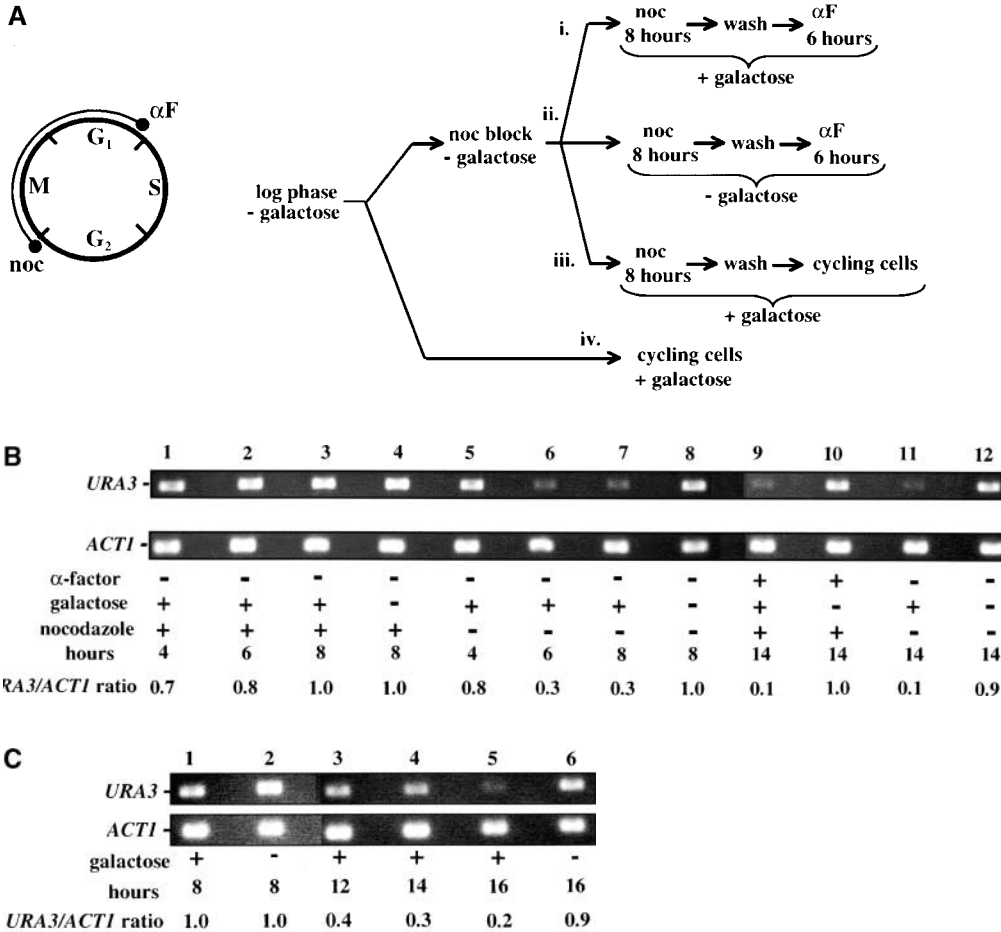 A
αF
G1
M
S
G2
noc
log phase
- galactose
noc block
- galactose
i.
noc
8 hours
wash
αF
6 hours
+ galactose
ii.
noc
8 hours
wash
αF
6 hours
- galactose
iii.
noc
8 hours
wash
cycling cells
+ galactose
iv.
cycling cells
+ galactose
B
1 2 3 4 5 6 7 8 9 10 11 12
URA3 -
ACT1 -
α-factor - - - - - - - - + + - -
galactose + + + - + + + - + - + -
nocodazole + + + + - - - - + + - -
hours 4 6 8 8 4 6 8 8 14 14 14 14
RA3/ACT1 ratio 0.7 0.8 1.0 1.0 0.8 0.3 0.3 1.0 0.1 1.0 0.1 0.9
C
1 2 3 4 5 6
URA3 -
ACT1 -
galactose + - + + + -
hours 8 8 12 14 16 16
URA3/ACT1 ratio 1.0 1.0 0.4 0.3 0.2 0.9